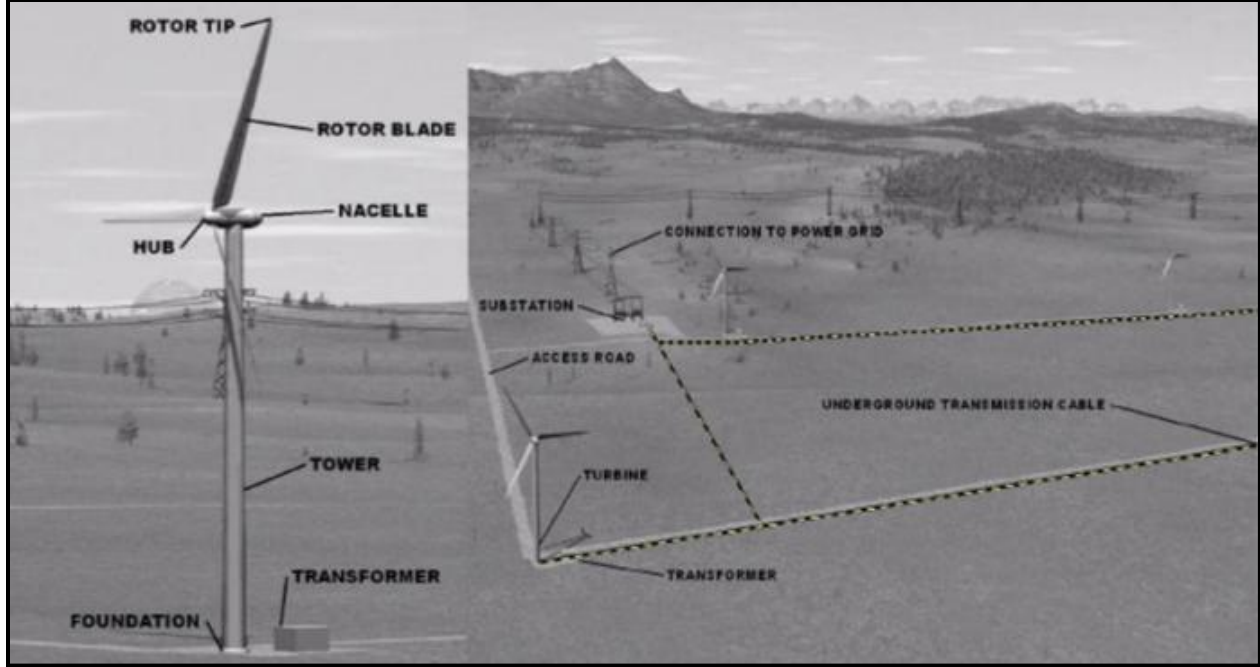 ROTOR TIP
ROTOR BLADE
NACELLE
HUB
TOWER
TRANSFORMER
FOUNDATION
CONNECTION TO POWER GRID
SUBSTATION
ACCESS ROAD
UNDERGROUND TRANSMISSION CABLE
TURBINE
TRANSFORMER